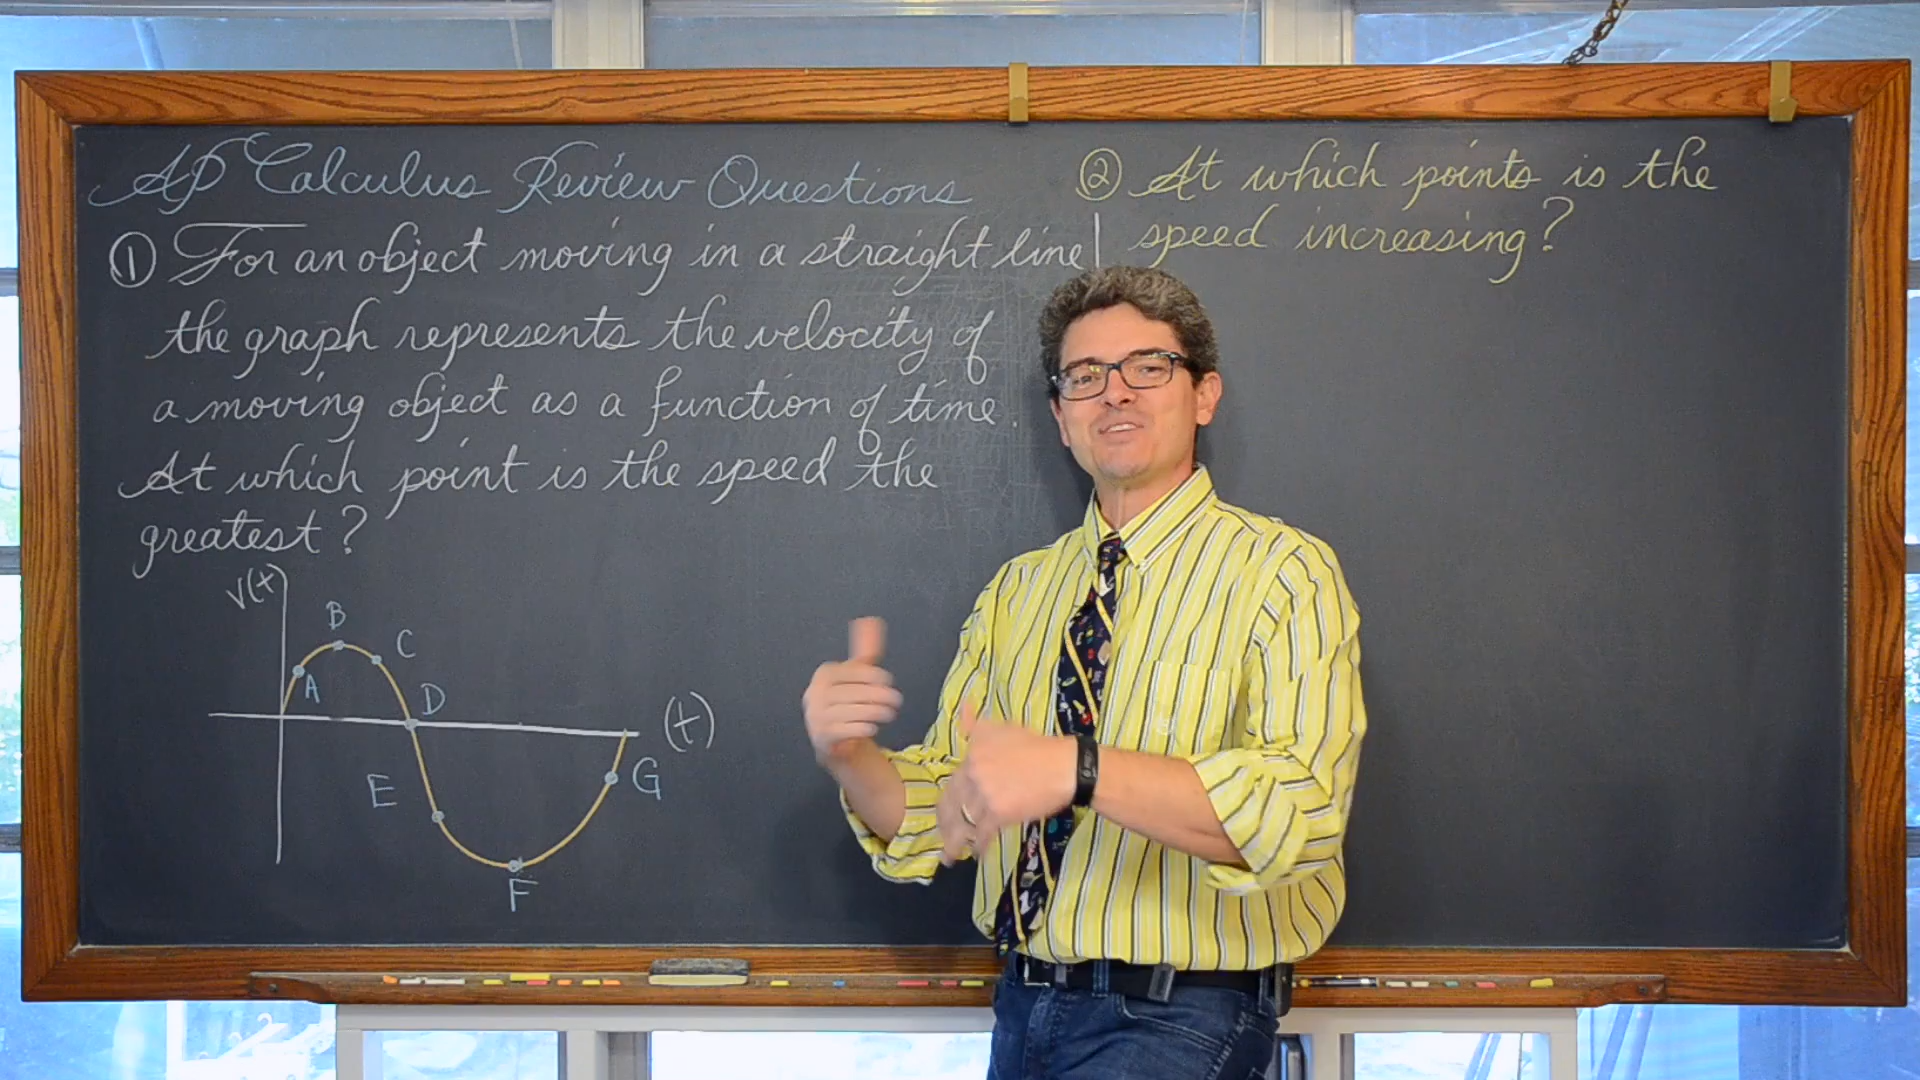 AP Calculus Review Questions
① For an object moving in a straight line
the graph represents the velocity of
a moving object as a function of time.
At which point is the speed the
greatest?
v(t)
B
C
A
D
(t)
E
G
F
② At which points is the
speed increasing?